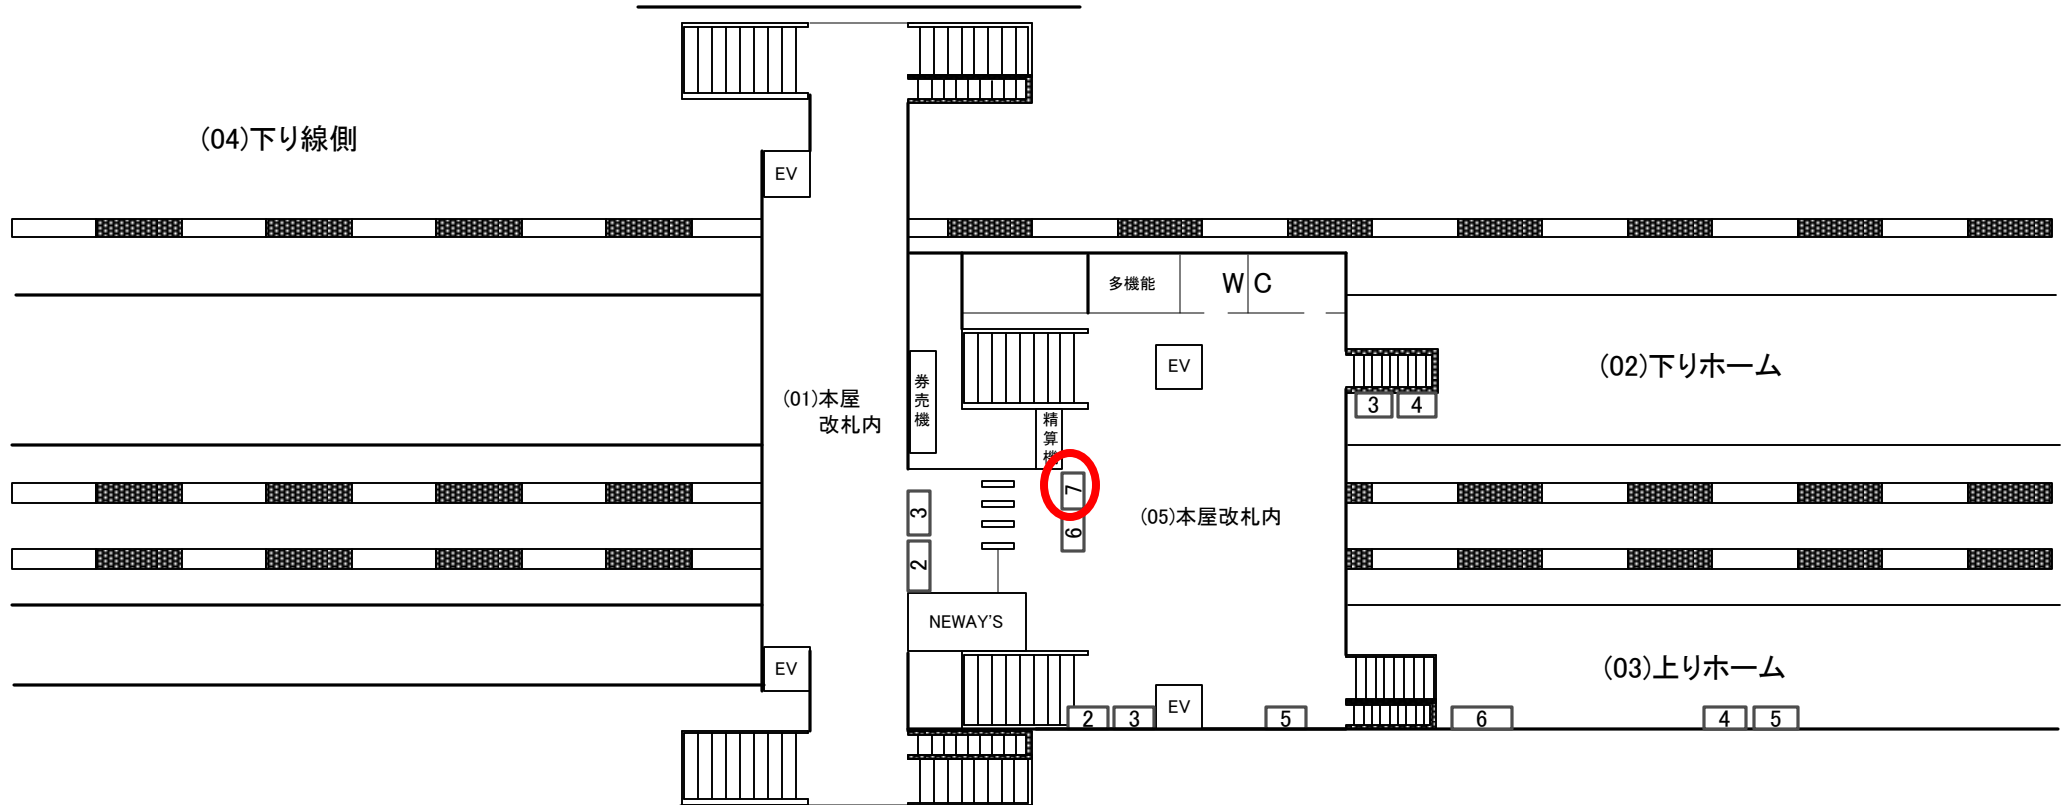 (04)下り線側
EV
多機能
WC
EV
(02)下りホーム
券売機
(01)本屋
改札内
3
4
精算機
7
3
(05)本屋改札内
6
2
NEWAY'S
EV
(03)上りホーム
EV
2
3
5
6
4
5